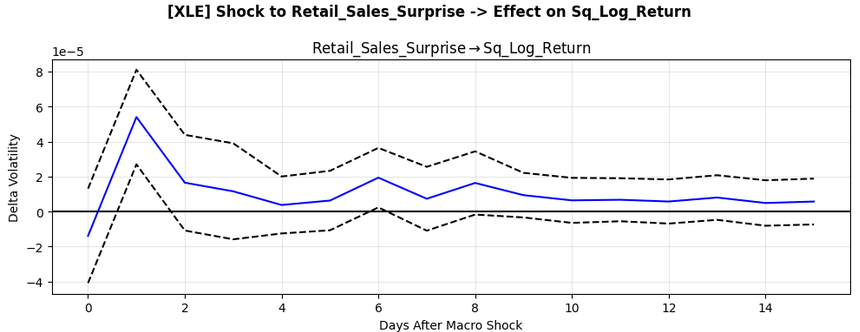 [XLE] Shock to Retail_Sales_Surprise -> Effect on Sq_Log_Return
Retail_Sales_Surprise→Sq_Log_Return
1e−5
8
6
4
2
0
−2
−4
Delta Volatility
0 2 4 6 8 10 12 14
Days After Macro Shock